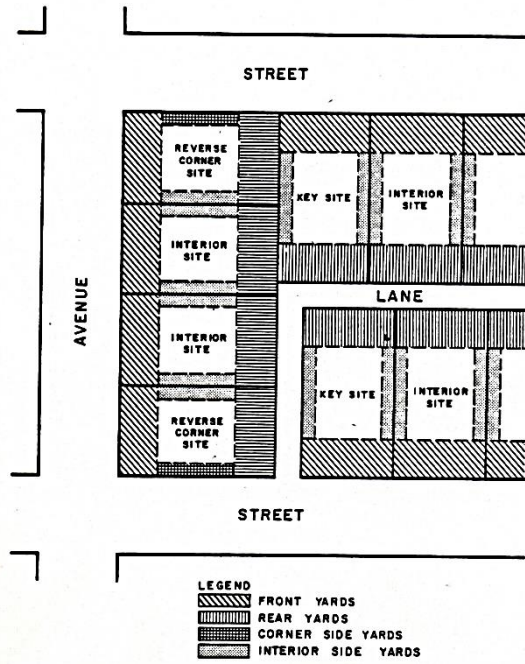 STREET
REVERSE
CORNER
SITE
KEY SITE
INTERIOR
SITE
INTERIOR
SITE
AVENUE
LANE
INTERIOR
SITE
KEY SITE
INTERIOR
SITE
REVERSE
CORNER
SITE
STREET
LEGEND
FRONT YARDS
REAR YARDS
CORNER SIDE YARDS
INTERIOR SIDE YARDS